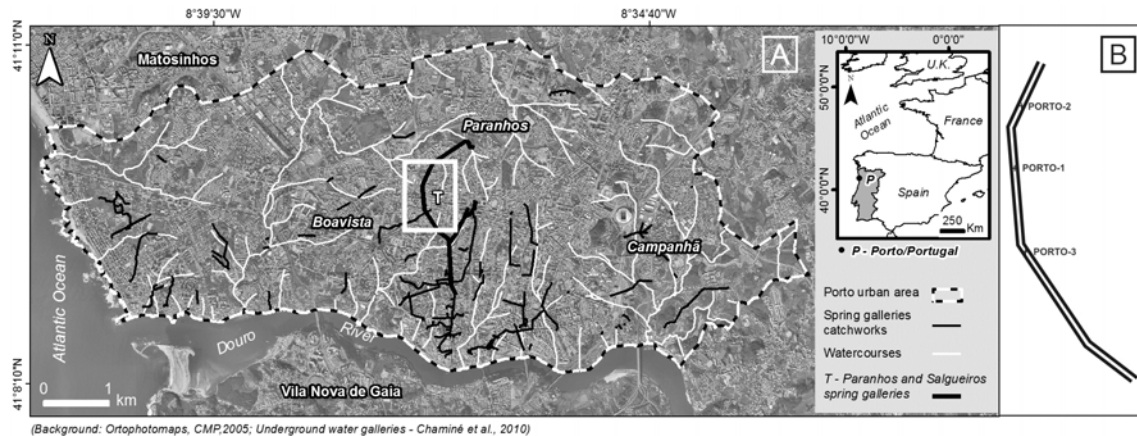 8°39'30"W
8°34'40"W
41°11'0"N
41°8'10"N
N
Matosinhos
A
Paranhos
T
Boavista
Campanhã
Atlantic Ocean
Douro
River
Vila Nova de Gaia
0 1
km
10°0'0"W 0°0'0"
50°0'0"N
40°0'0"N
N
U.K.
Atlantic
Ocean
France
P
Spain
250
Km
P - Porto/Portugal
Porto urban area
Spring galleries
catchworks
Watercourses
T - Paranhos and Salgueiros
spring galleries
B
PORTO-2
PORTO-1
PORTO-3
(Background: Ortophotomaps, CMP,2005; Underground water galleries - Chaminé et al., 2010)